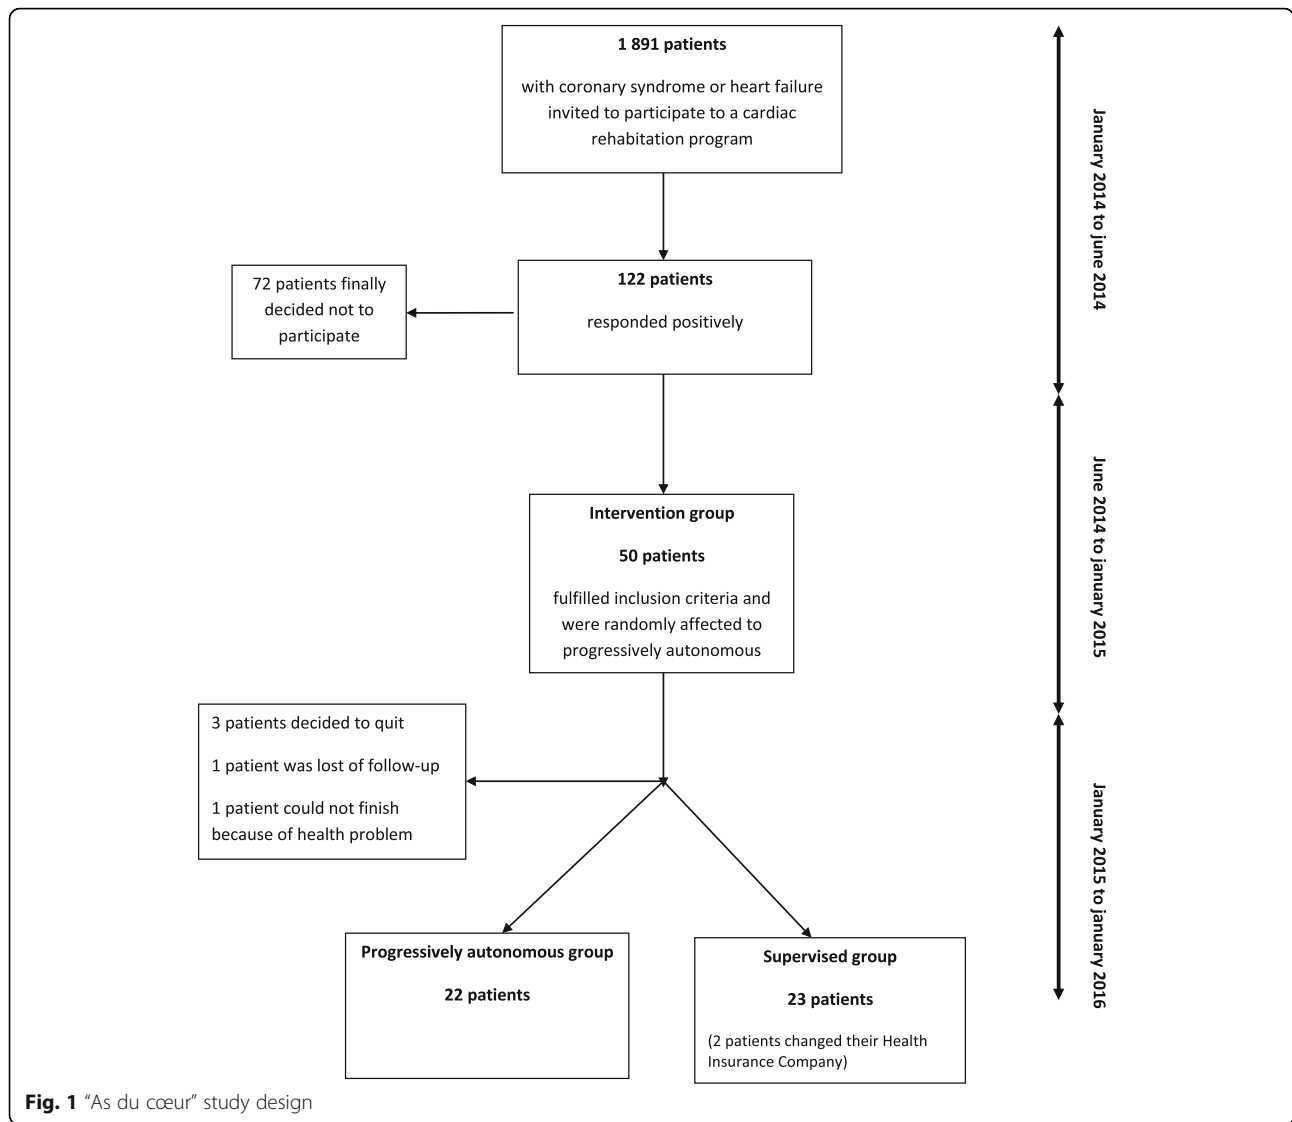 1 891 patients
with coronary syndrome or heart failure
invited to participate to a cardiac
rehabitation program
122 patients
responded positively
72 patients finally
decided not to
participate
Intervention group
50 patients
fulfilled inclusion criteria and
were randomly affected to
progressively autonomous
3 patients decided to quit
1 patient was lost of follow-up
1 patient could not finish
because of health problem
Progressively autonomous group
22 patients
Supervised group
23 patients
(2 patients changed their Health
Insurance Company)
January 2014 to june 2014
June 2014 to january 2015
January 2015 to january 2016
Fig. 1 “As du cœur” study design